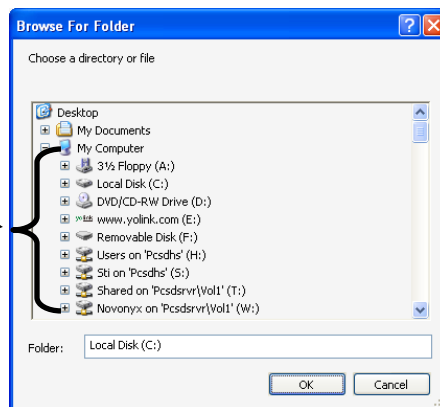 Browse For Folder
Choose a directory or file
Desktop
My Documents
My Computer
3½ Floppy (A:)
Local Disk (C:)
DVD/CD-RW Drive (D:)
yolink www.yolink.com (E:)
Removable Disk (F:)
Users on 'Pcsdhs' (H:)
Sti on 'Pcsdhs' (S:)
Shared on 'Pcsdsrvr\Vol1' (T:)
Novonyx on 'Pcsdsrvr\Vol1' (W:)
Folder: Local Disk (C:)
OK Cancel